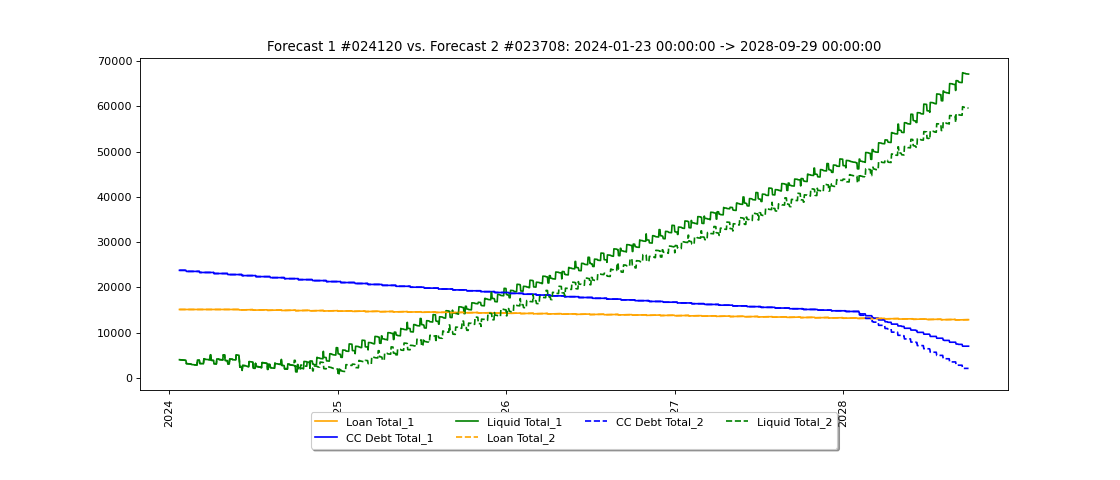 Forecast 1 #024120 vs. Forecast 2 #023708: 2024-01-23 00:00:00 -> 2028-09-29 00:00:00
70000
60000
50000
40000
30000
20000
10000
0
2024
25
26
27
2028
Loan Total_1
Liquid Total_1
CC Debt Total_2
Liquid Total_2
CC Debt Total_1
Loan Total_2